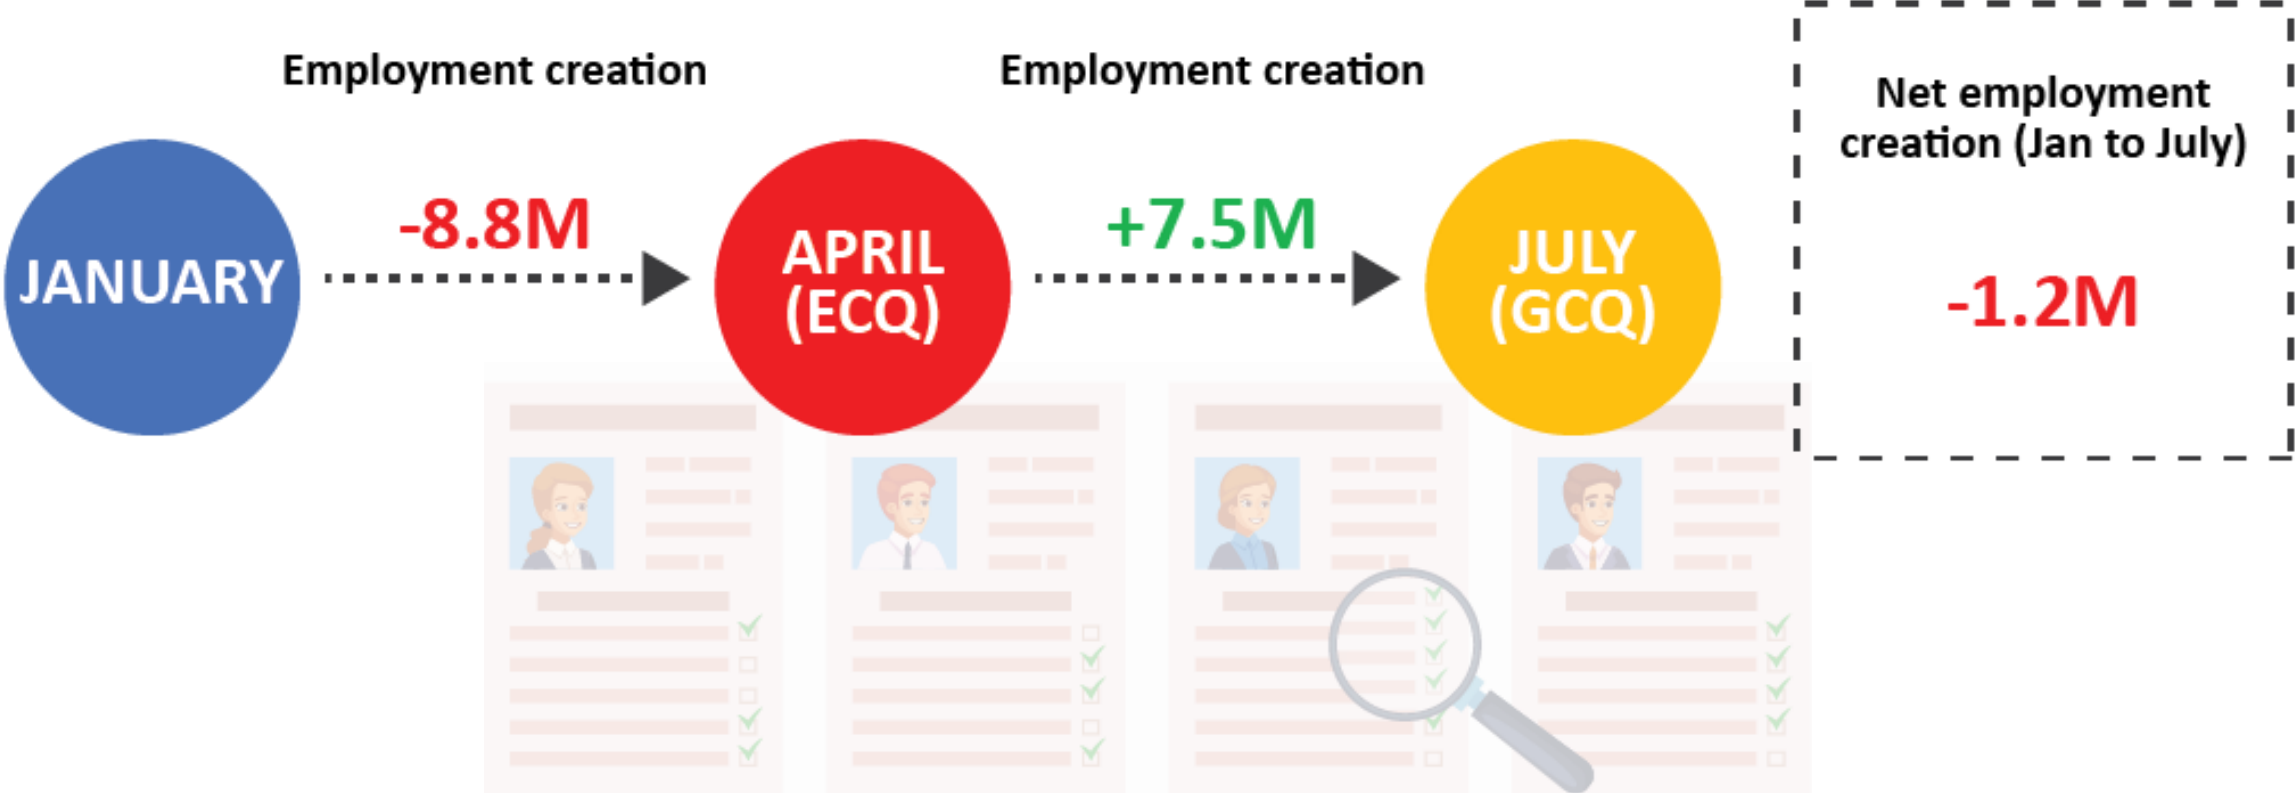 Employment creation
Employment creation
Net employment
creation (Jan to July)
JANUARY
-8.8M
APRIL
(ECQ)
+7.5M
JULY
(GCQ)
-1.2M